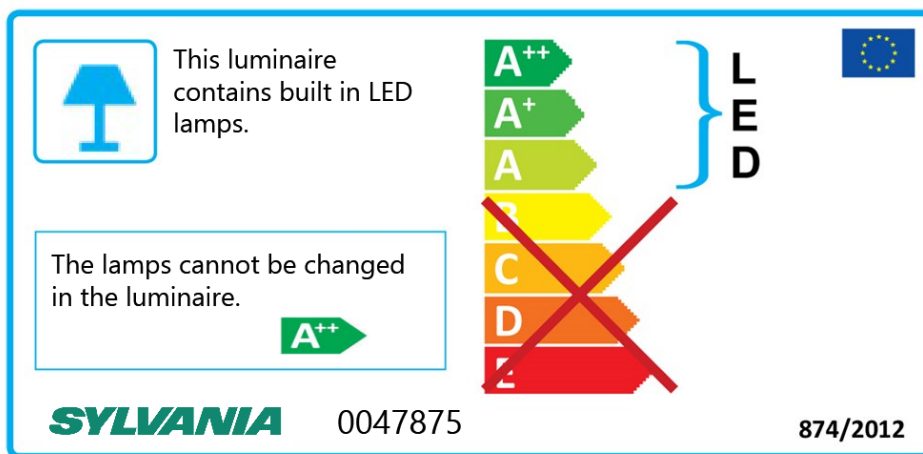 This luminaire
contains built in LED
lamps.
The lamps cannot be changed
in the luminaire.
A++
A++
A+
A
B
C
D
E
L
E
D
SYLVANIA 0047875
874/2012